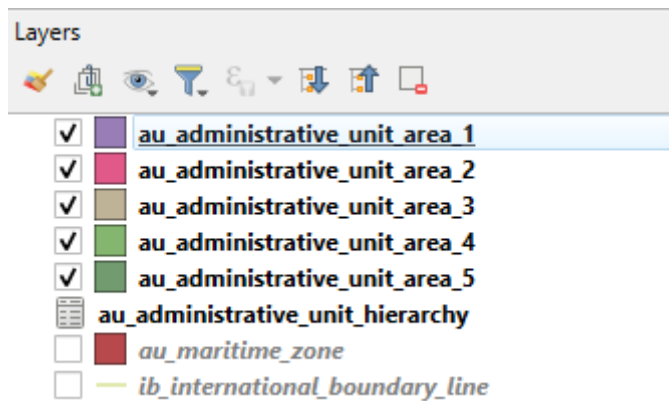 Layers
au_administrative_unit_area_1
au_administrative_unit_area_2
au_administrative_unit_area_3
au_administrative_unit_area_4
au_administrative_unit_area_5
au_administrative_unit_hierarchy
au_maritime_zone
ib_international_boundary_line